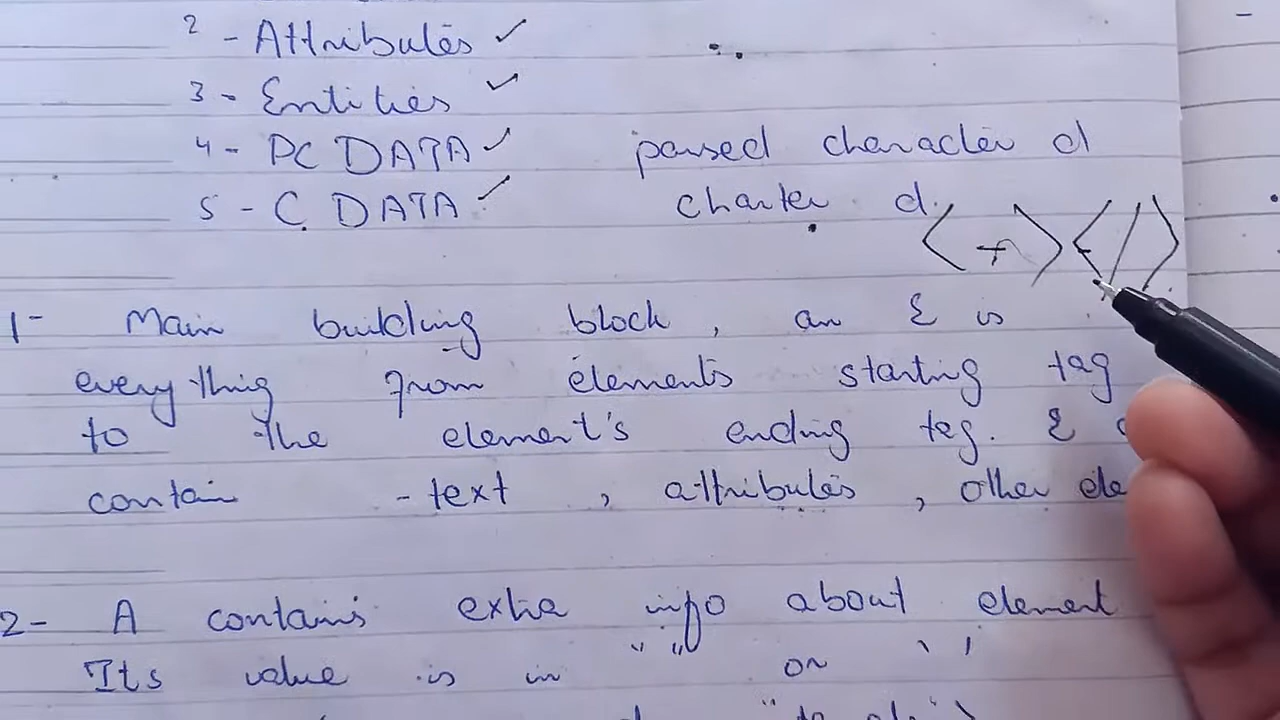 2 - Attributes ✓
3 - Entities ✓
4 - PC DATA ✓ parsed character d
5 - C DATA ✓ charter d.
< + > < / >
1- Main building block, an E is
everything from elements starting tag
to the element's ending tag. E
contain - text, attributes, other ele
2- A contains extra info about element
Its value is in " " or ' '